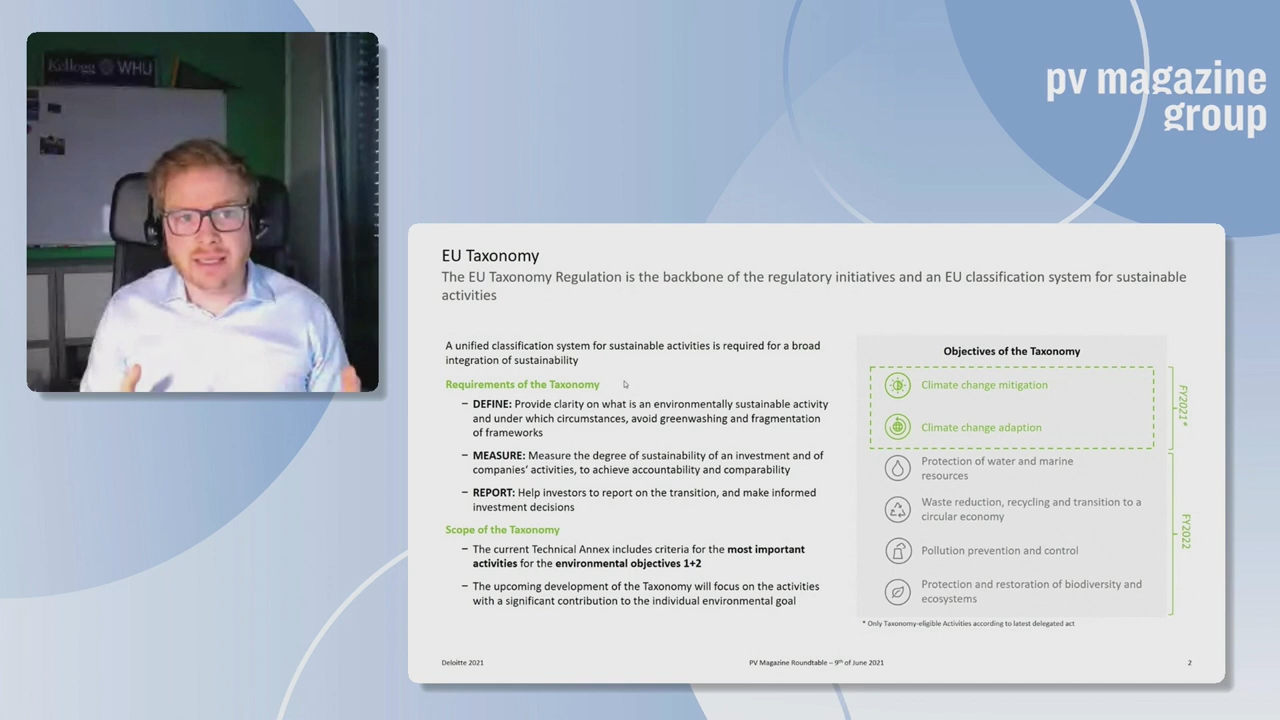 Kellogg WHU
pv magazine
group
EU Taxonomy
The EU Taxonomy Regulation is the backbone of the regulatory initiatives and an EU classification system for sustainable
activities
A unified classification system for sustainable activities is required for a broad
integration of sustainability
Requirements of the Taxonomy
– DEFINE: Provide clarity on what is an environmentally sustainable activity
and under which circumstances, avoid greenwashing and fragmentation
of frameworks
– MEASURE: Measure the degree of sustainability of an investment and of
companies‘ activities, to achieve accountability and comparability
– REPORT: Help investors to report on the transition, and make informed
investment decisions
Scope of the Taxonomy
– The current Technical Annex includes criteria for the most important
activities for the environmental objectives 1+2
– The upcoming development of the Taxonomy will focus on the activities
with a significant contribution to the individual environmental goal
Objectives of the Taxonomy
Climate change mitigation
Climate change adaption
FY2021*
Protection of water and marine
resources
Waste reduction, recycling and transition to a
circular economy
Pollution prevention and control
Protection and restoration of biodiversity and
ecosystems
FY2022
* Only Taxonomy-eligible Activities according to latest delegated act
Deloitte 2021
PV Magazine Roundtable – 9th of June 2021
2